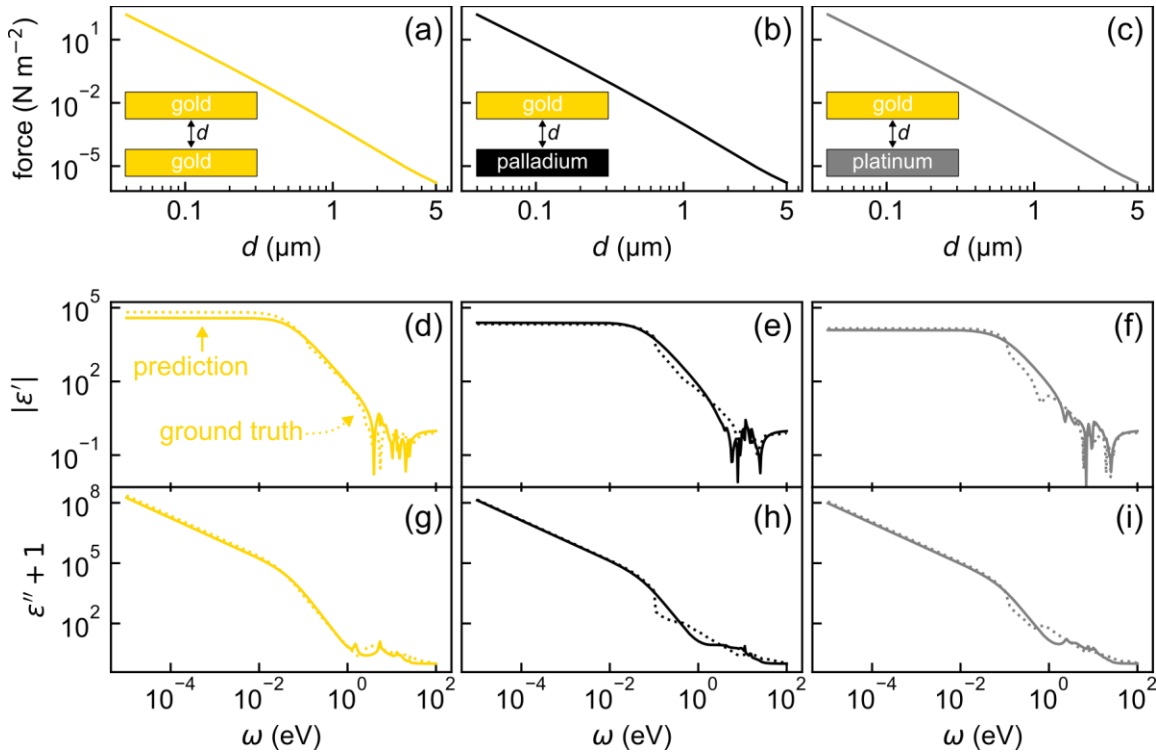 force (N m⁻²)
10¹
10⁻²
10⁻⁵
(a)
gold
d
gold
0.1
1
5
d (μm)
(b)
gold
d
palladium
0.1
1
5
d (μm)
(c)
gold
d
platinum
0.1
1
5
d (μm)
|ε′|
10⁵
10²
10⁻¹
(d)
prediction
ground truth
(e)
(f)
ε″ + 1
10⁸
10⁵
10²
(g)
(h)
(i)
10⁻⁴
10⁻²
10⁰
10²
ω (eV)
10⁻⁴
10⁻²
10⁰
10²
ω (eV)
10⁻⁴
10⁻²
10⁰
10²
ω (eV)